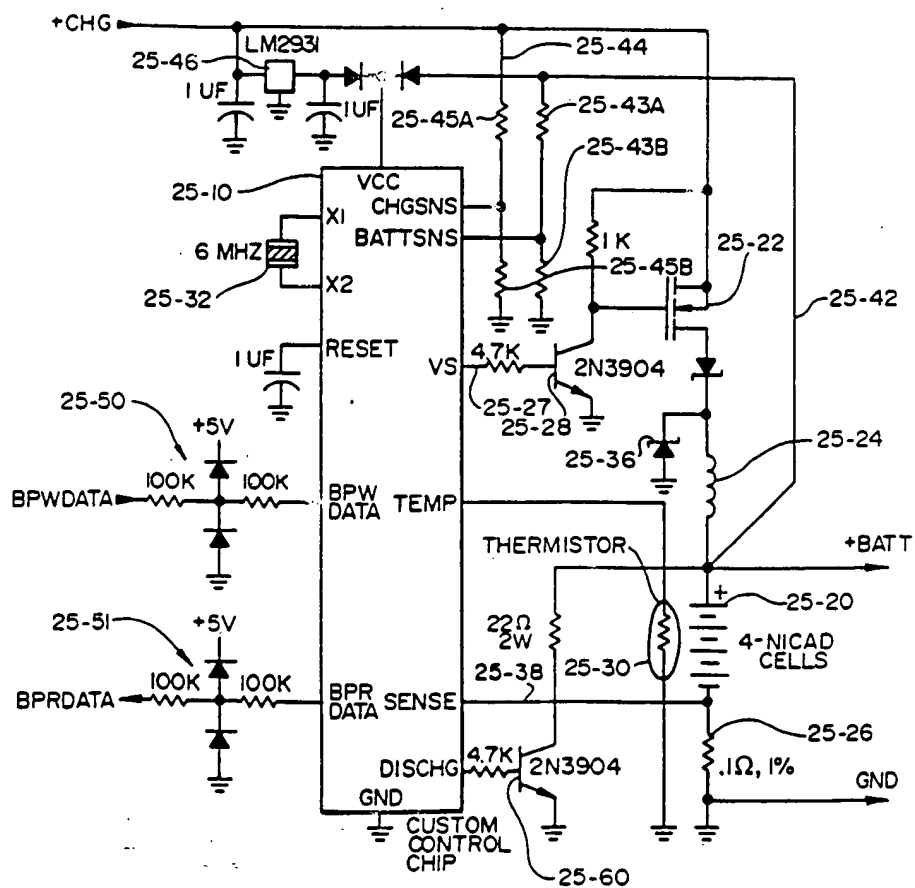 +CHG
LM2931
25-46
25-44
1 UF
1UF
25-45A
25-43A
25-43B
25-10
VCC
CHGSNS
X1
BATTSNS
1K
25-22
6 MHZ
25-45B
25-42
X2
25-32
RESET
1 UF
VS
4.7K
2N3904
25-27
25-28
25-50
+5V
25-36
25-24
100K
100K
BPWDATA
BPW
DATA
TEMP
THERMISTOR
+BATT
+
25-20
25-51
+5V
22Ω
2W
4-NICAD
CELLS
25-30
100K
100K
25-38
BPRDATA
BPR
DATA
SENSE
25-26
4.7K
.1Ω, 1%
DISCHG
2N3904
GND
GND
CUSTOM
CONTROL
CHIP
25-60